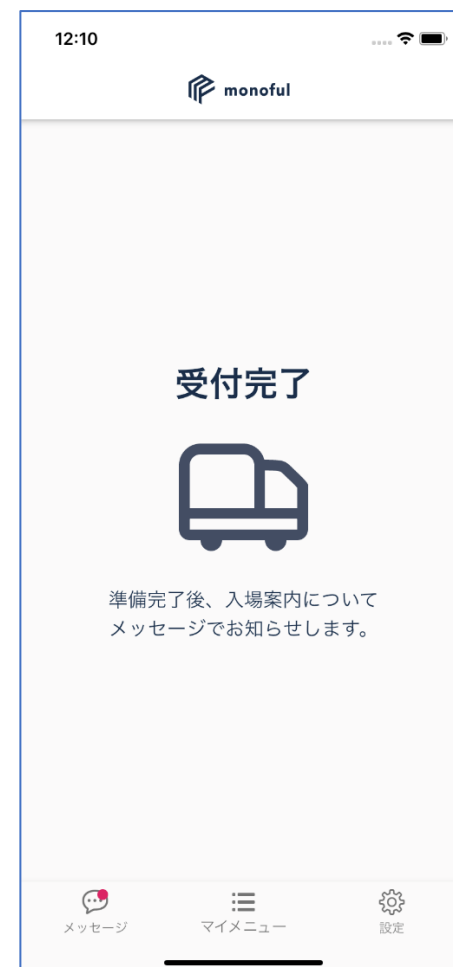 12:10
monoful
受付完了
準備完了後、入場案内について
メッセージでお知らせします。
メッセージ
マイメニュー
設定